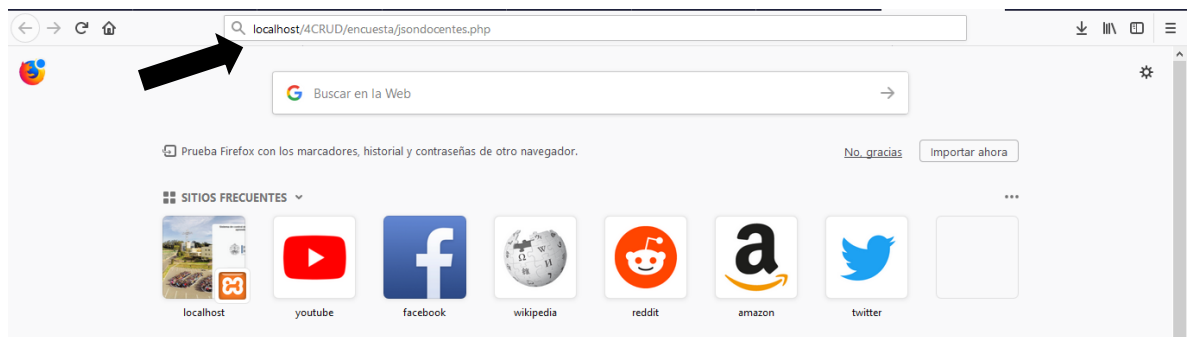 localhost/4CRUD/encuesta/jsondocentes.php
Buscar en la Web
Prueba Firefox con los marcadores, historial y contraseñas de otro navegador.
No, gracias
Importar ahora
SITIOS FRECUENTES
localhost
youtube
facebook
wikipedia
reddit
amazon
twitter